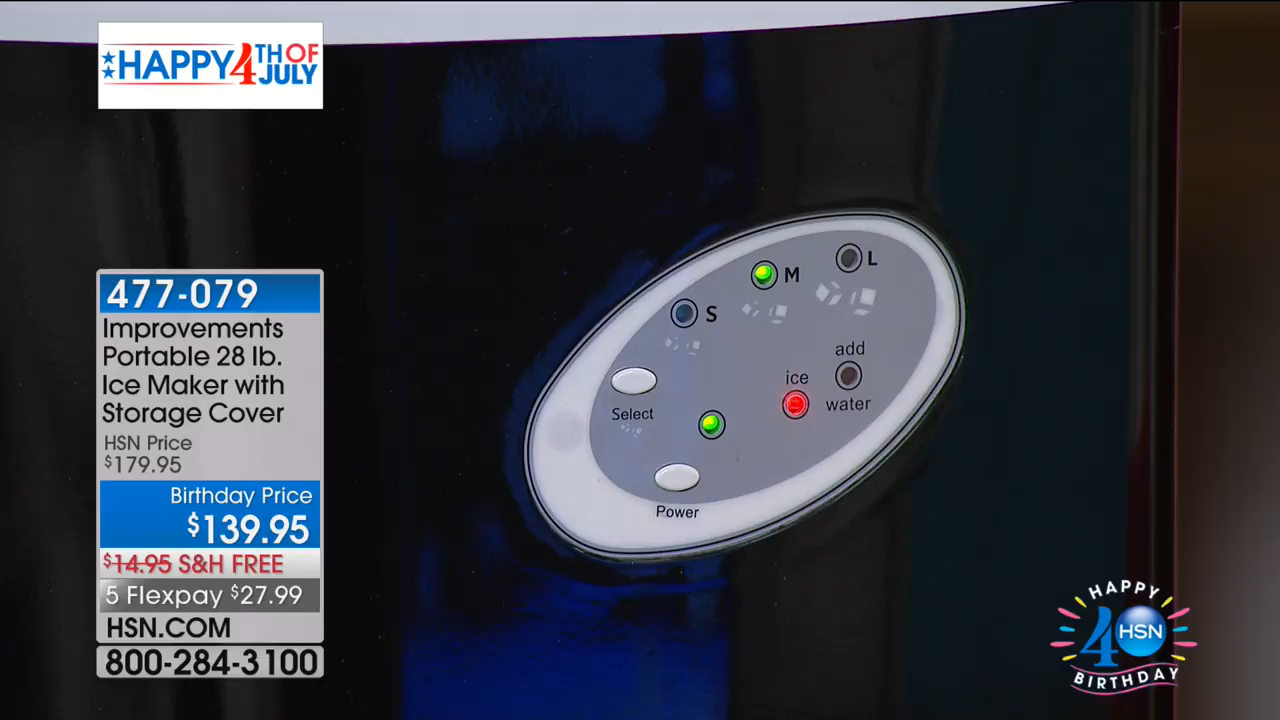 HAPPY 4TH OF JULY
477-079
Improvements
Portable 28 lb.
Ice Maker with
Storage Cover
HSN Price
$179.95
Birthday Price
$139.95
$14.95 S&H FREE
5 Flexpay $27.99
HSN.COM
800-284-3100
S
M
L
Select
ice
add
water
Power
HAPPY
40
HSN
BIRTHDAY